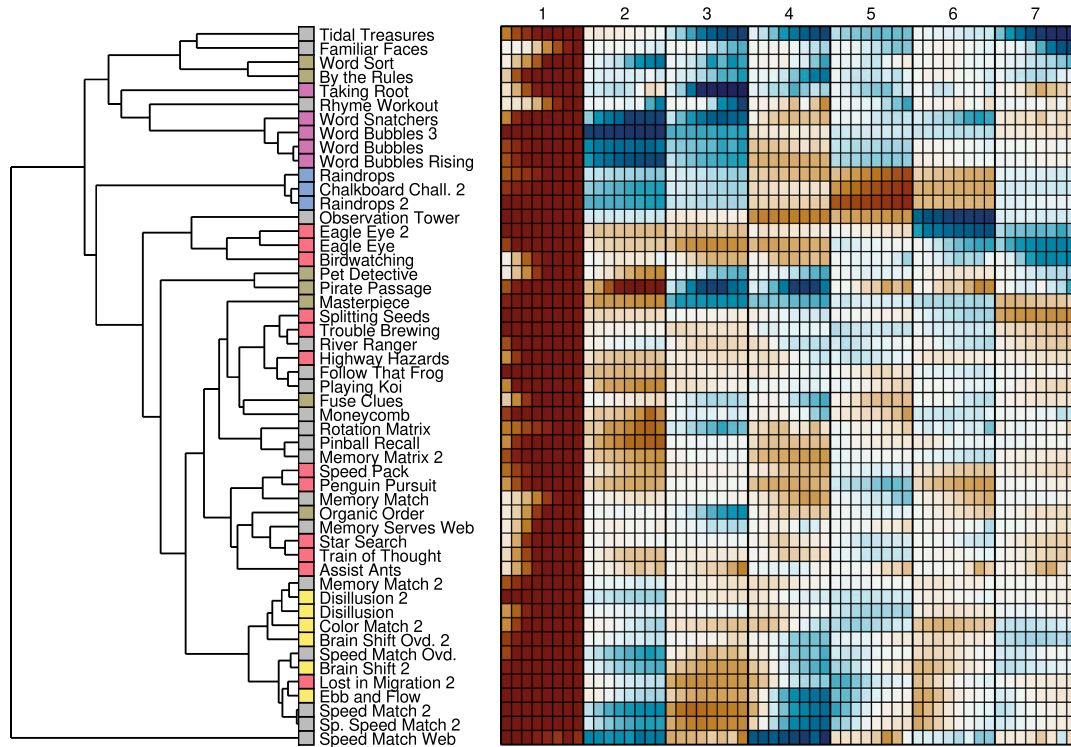 1 2 3 4 5 6 7
Tidal Treasures
Familiar Faces
Word Sort
By the Rules
Taking Root
Rhyme Workout
Word Snatchers
Word Bubbles 3
Word Bubbles
Word Bubbles Rising
Raindrops
Chalkboard Chall. 2
Raindrops 2
Observation Tower
Eagle Eye 2
Eagle Eye
Birdwatching
Pet Detective
Pirate Passage
Masterpiece
Splitting Seeds
Trouble Brewing
River Ranger
Highway Hazards
Follow That Frog
Playing Koi
Fuse Clues
Moneycomb
Rotation Matrix
Pinball Recall
Memory Matrix 2
Speed Pack
Penguin Pursuit
Memory Match
Organic Order
Memory Serves Web
Star Search
Train of Thought
Assist Ants
Memory Match 2
Disillusion 2
Disillusion
Color Match 2
Brain Shift Ovd. 2
Speed Match Ovd.
Brain Shift 2
Lost in Migration 2
Ebb and Flow
Speed Match 2
Sp. Speed Match 2
Speed Match Web